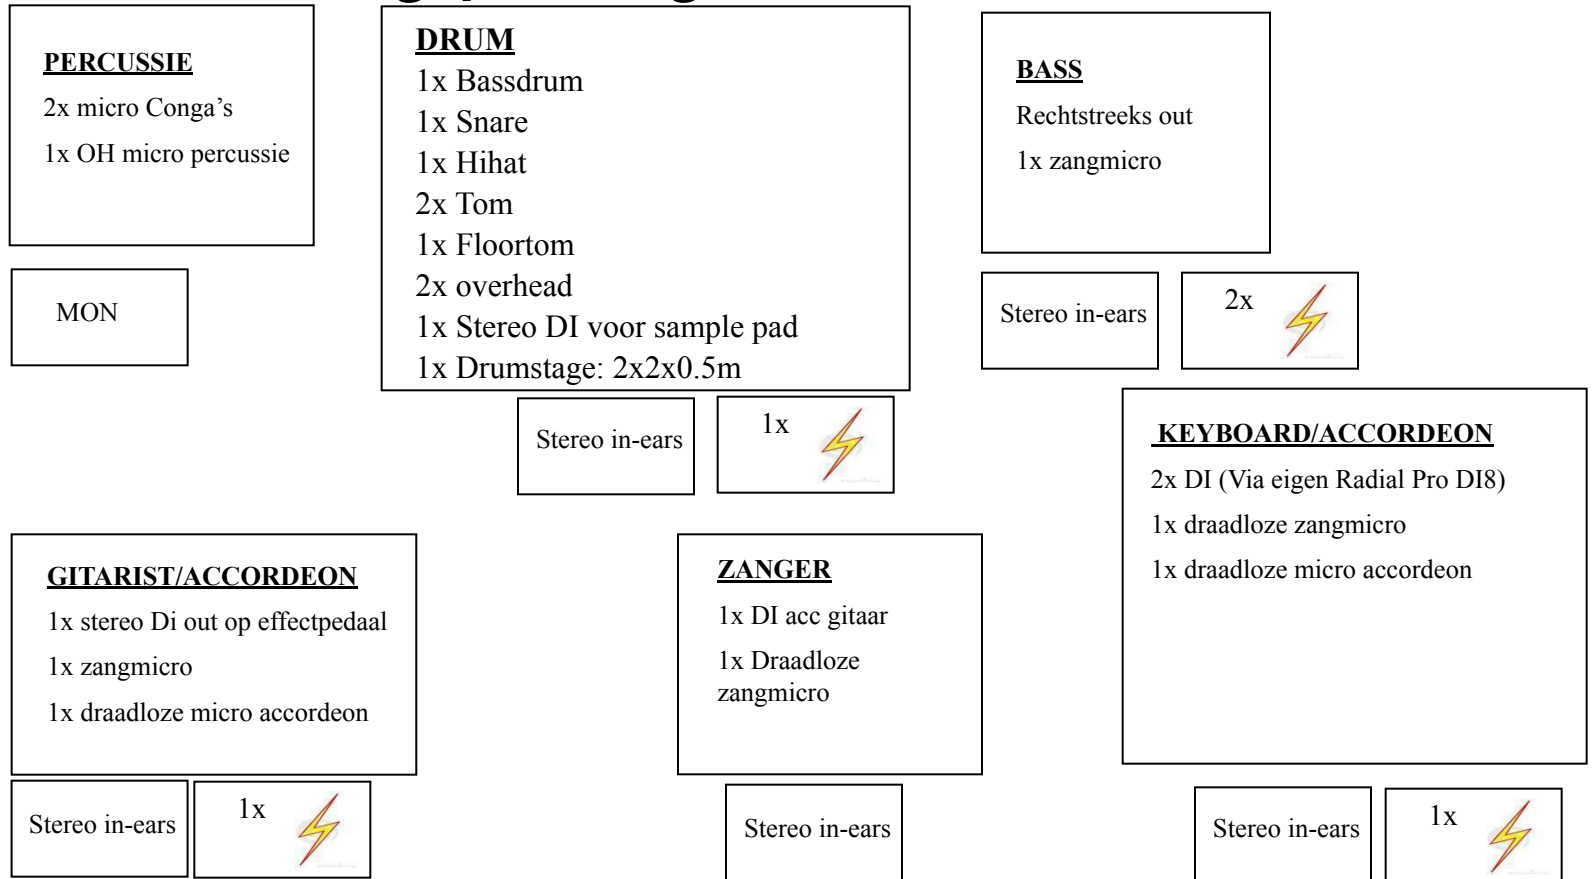 PERCUSSIE
2x micro Conga's
1x OH micro percussie
MON
DRUM
1x Bassdrum
1x Snare
1x Hihat
2x Tom
1x Floortom
2x overhead
1x Stereo DI voor sample pad
1x Drumstage: 2x2x0.5m
Stereo in-ears
1x
BASS
Rechtstreeks out
1x zangmicro
Stereo in-ears
2x
KEYBOARD/ACCORDEON
2x DI (Via eigen Radial Pro DI8)
1x draadloze zangmicro
1x draadloze micro accordeon
Stereo in-ears
1x
GITARIST/ACCORDEON
1x stereo Di out op effectpedaal
1x zangmicro
1x draadloze micro accordeon
Stereo in-ears
1x
ZANGER
1x DI acc gitaar
1x Draadloze
zangmicro
Stereo in-ears